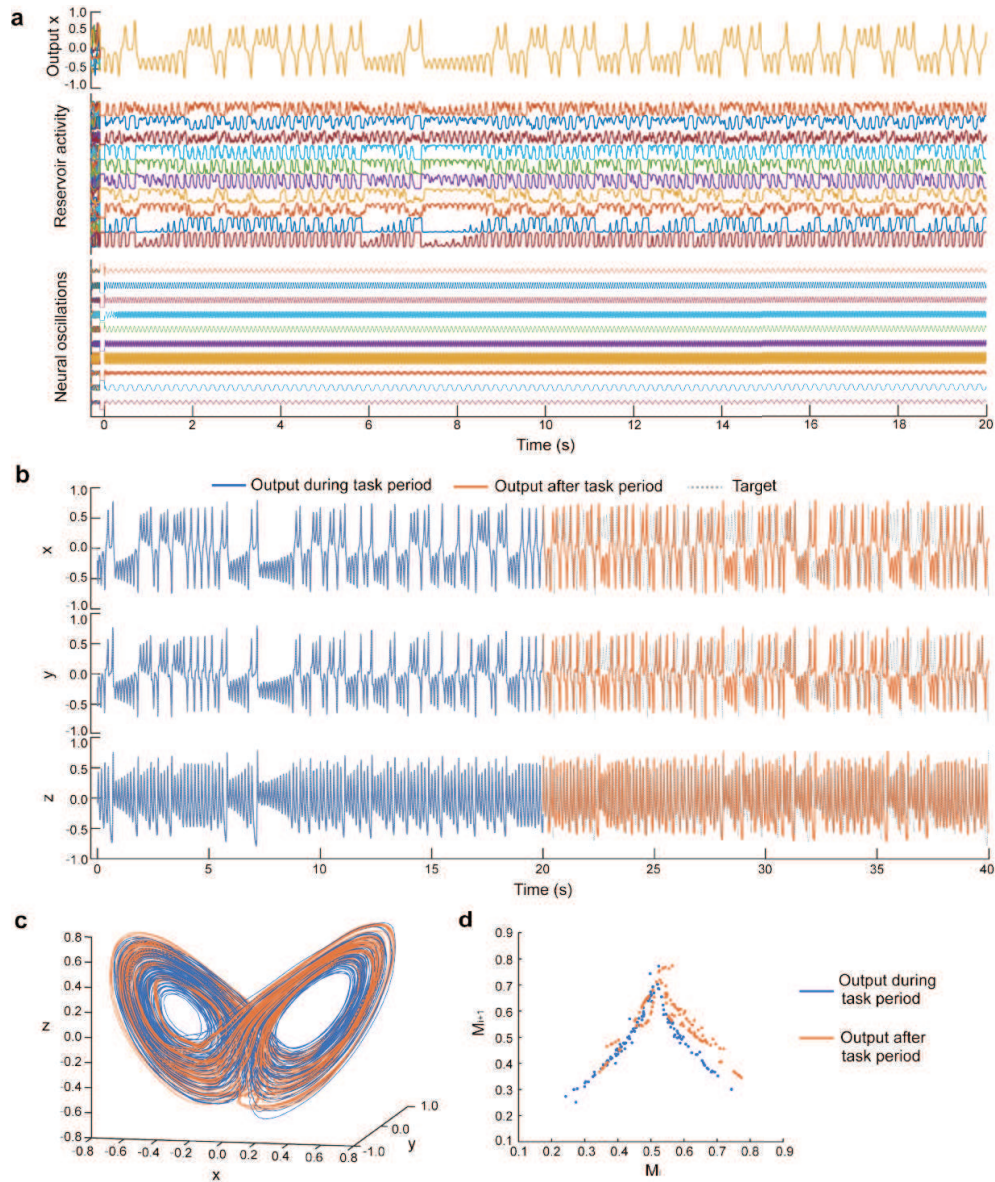 a
Output x
1.0
0.5
0.0
-0.5
-1.0
Reservoir activity
Neural oscillations
0 2 4 6 8 10 12 14 16 18 20
Time (s)
b
Output during task period Output after task period Target
x
1.0
0.5
0.0
-0.5
-1.0
y
1.0
0.5
0.0
-0.5
-1.0
z
1.0
0.5
0.0
-0.5
-1.0
0 5 10 15 20 25 30 35 40
Time (s)
c
z
0.8
0.6
0.4
0.2
0.0
-0.2
-0.4
-0.6
-0.8
-0.8 -0.6 -0.4 -0.2 0.0 0.2 0.4 0.6 0.8
x
-1.0 0.0 1.0
y
d
Mi+1
0.9
0.8
0.7
0.6
0.5
0.4
0.3
0.2
0.1
0.1 0.2 0.3 0.4 0.5 0.6 0.7 0.8 0.9
Mi
Output during
task period
Output after
task period